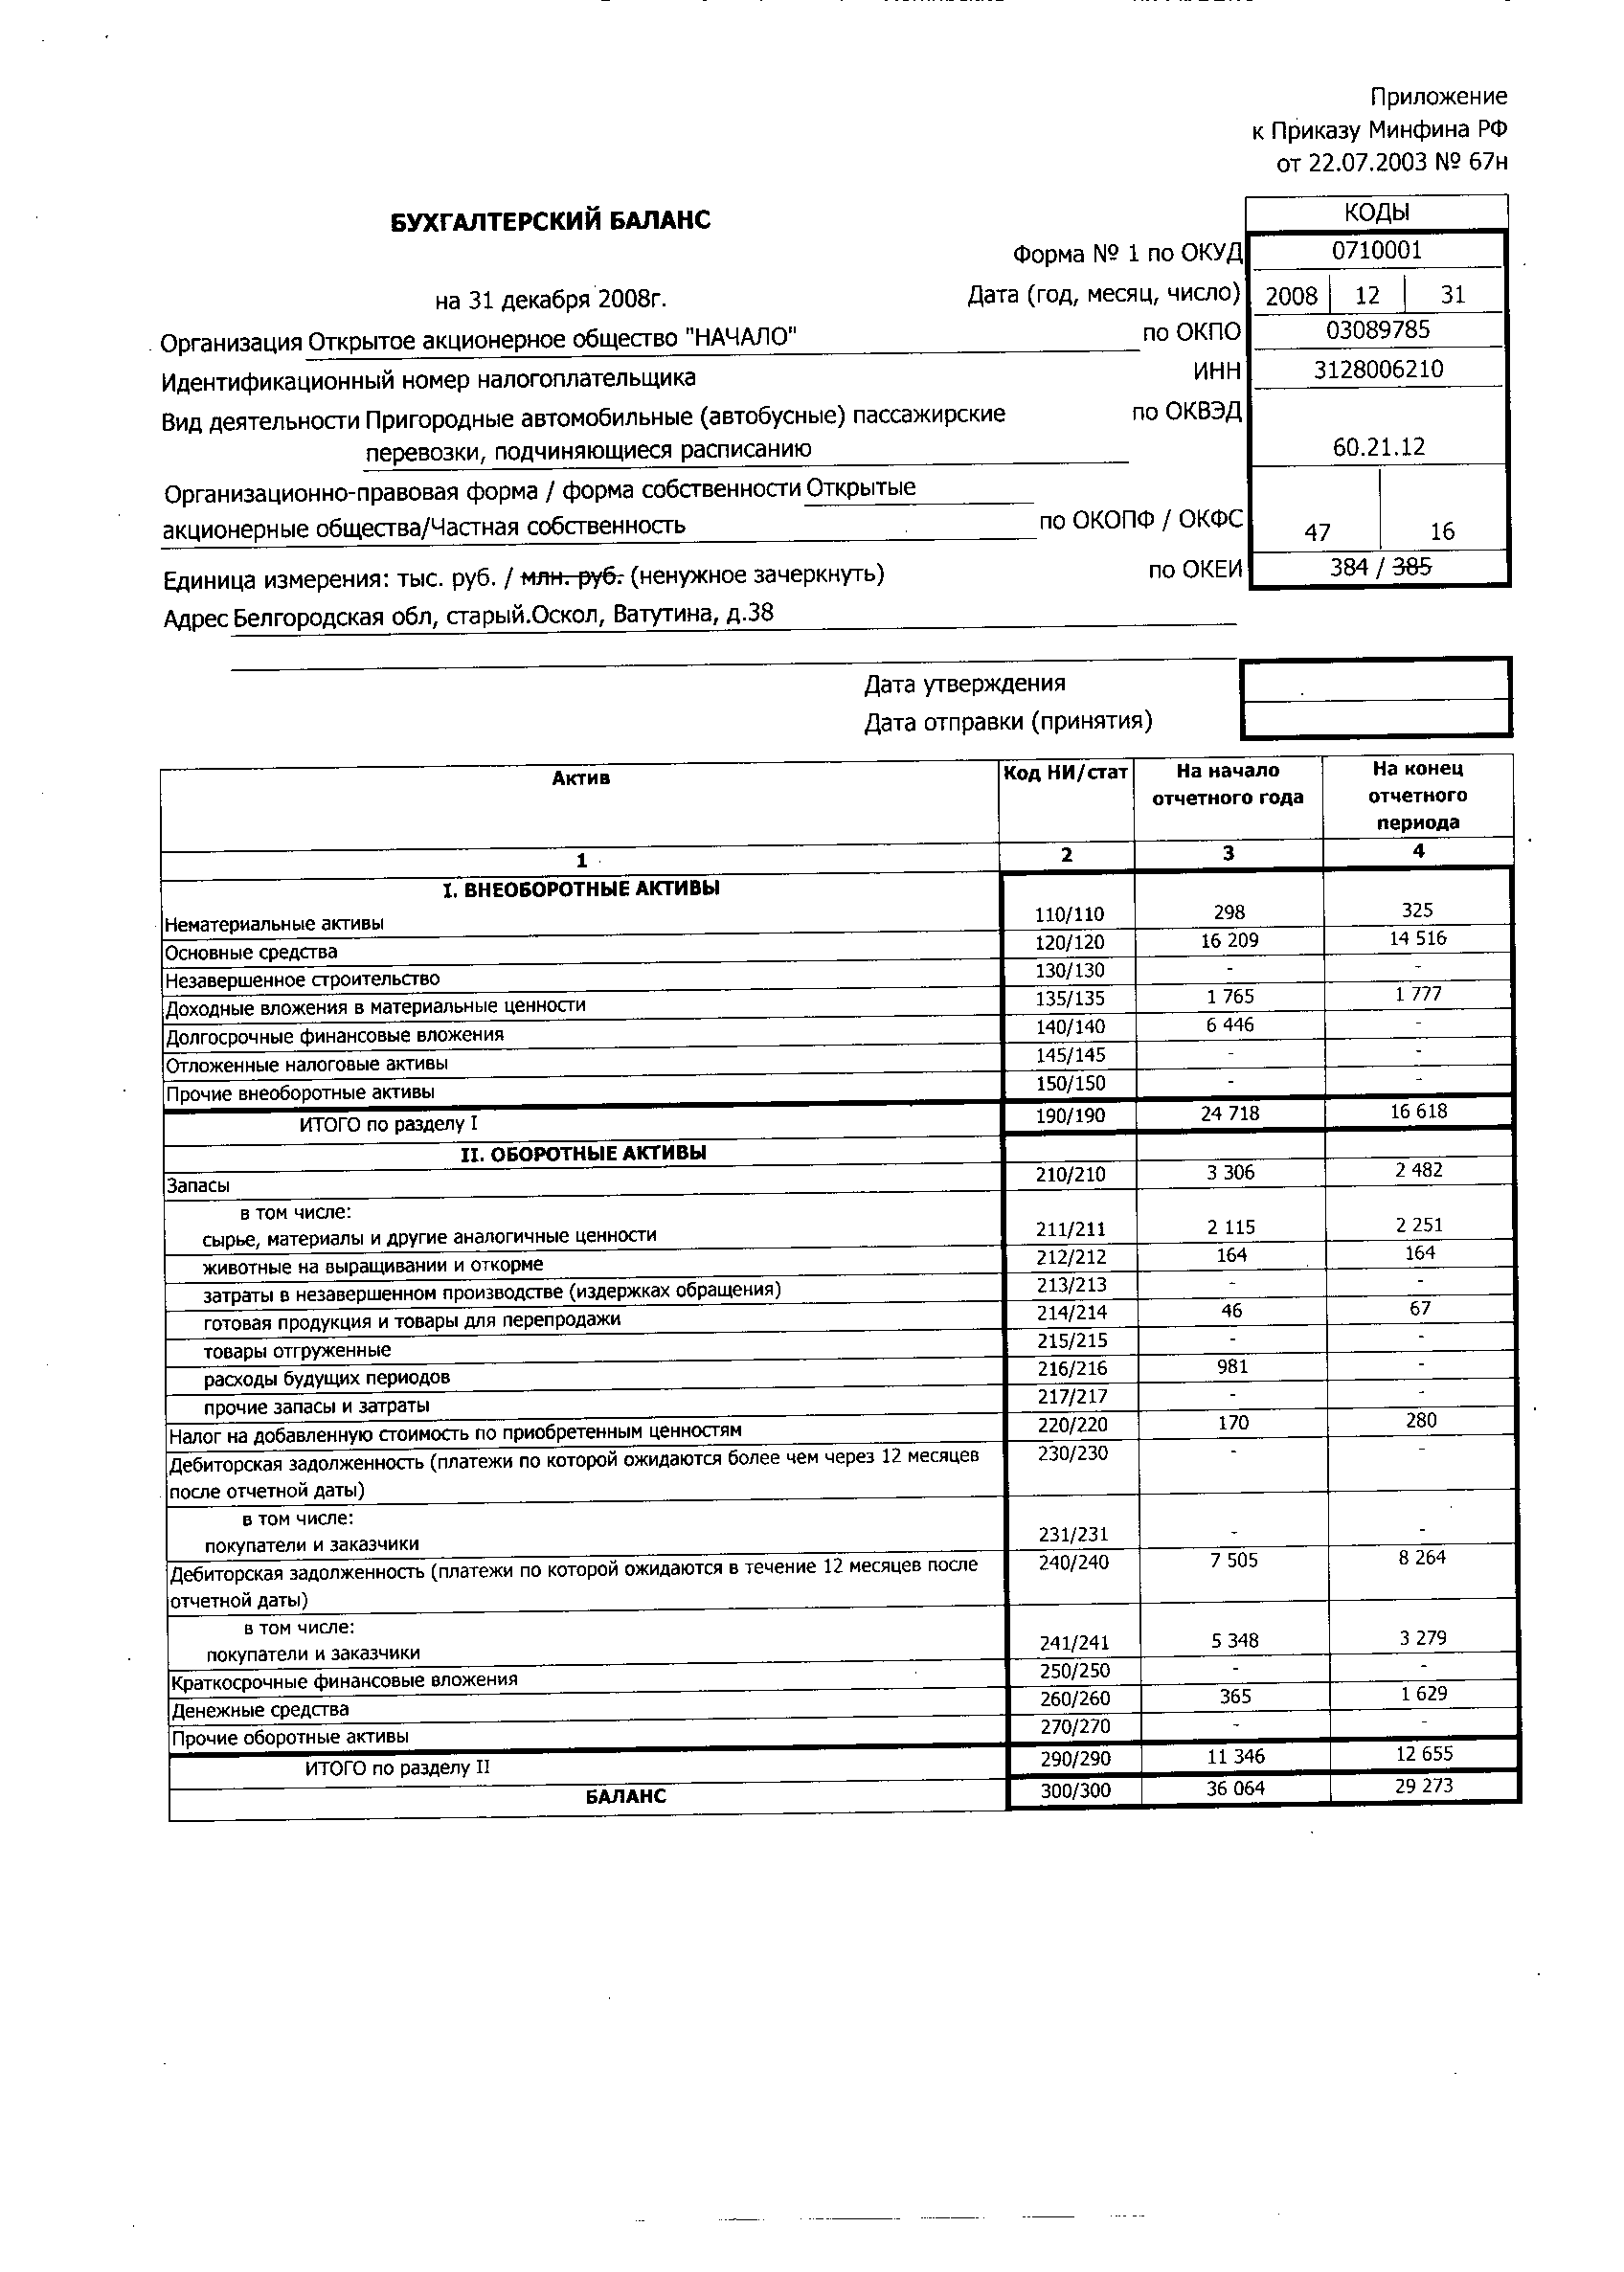 Приложение
к Приказу Минфина РФ
от 22.07.2003 № 67н
БУХГАЛТЕРСКИЙ БАЛАНС
КОДЫ
Форма № 1 по ОКУД 0710001
на 31 декабря 2008г. Дата (год, месяц, число) 2008 12 31
Организация Открытое акционерное общество "НАЧАЛО" по ОКПО 03089785
Идентификационный номер налогоплательщика ИНН 3128006210
Вид деятельности Пригородные автомобильные (автобусные) пассажирские по ОКВЭД
перевозки, подчиняющиеся расписанию 60.21.12
Организационно-правовая форма / форма собственности Открытые
акционерные общества/Частная собственность по ОКОПФ / ОКФС 47 16
Единица измерения: тыс. руб. / млн. руб. (ненужное зачеркнуть) по ОКЕИ 384 / 385
Адрес Белгородская обл, старый.Оскол, Ватутина, д.38
Дата утверждения
Дата отправки (принятия)
Актив Код НИ/стат На начало На конец
отчетного года отчетного
периода
1 2 3 4
I. ВНЕОБОРОТНЫЕ АКТИВЫ
Нематериальные активы 110/110 298 325
Основные средства 120/120 16 209 14 516
Незавершенное строительство 130/130 - -
Доходные вложения в материальные ценности 135/135 1 765 1 777
Долгосрочные финансовые вложения 140/140 6 446 -
Отложенные налоговые активы 145/145 - -
Прочие внеоборотные активы 150/150 - -
ИТОГО по разделу I 190/190 24 718 16 618
II. ОБОРОТНЫЕ АКТИВЫ
Запасы 210/210 3 306 2 482
в том числе:
сырье, материалы и другие аналогичные ценности 211/211 2 115 2 251
животные на выращивании и откорме 212/212 164 164
затраты в незавершенном производстве (издержках обращения) 213/213 - -
готовая продукция и товары для перепродажи 214/214 46 67
товары отгруженные 215/215 - -
расходы будущих периодов 216/216 981 -
прочие запасы и затраты 217/217 - -
Налог на добавленную стоимость по приобретенным ценностям 220/220 170 280
Дебиторская задолженность (платежи по которой ожидаются более чем через 12 месяцев 230/230 - -
после отчетной даты)
в том числе:
покупатели и заказчики 231/231 - -
Дебиторская задолженность (платежи по которой ожидаются в течение 12 месяцев после 240/240 7 505 8 264
отчетной даты)
в том числе:
покупатели и заказчики 241/241 5 348 3 279
Краткосрочные финансовые вложения 250/250 - -
Денежные средства 260/260 365 1 629
Прочие оборотные активы 270/270 - -
ИТОГО по разделу II 290/290 11 346 12 655
БАЛАНС 300/300 36 064 29 273